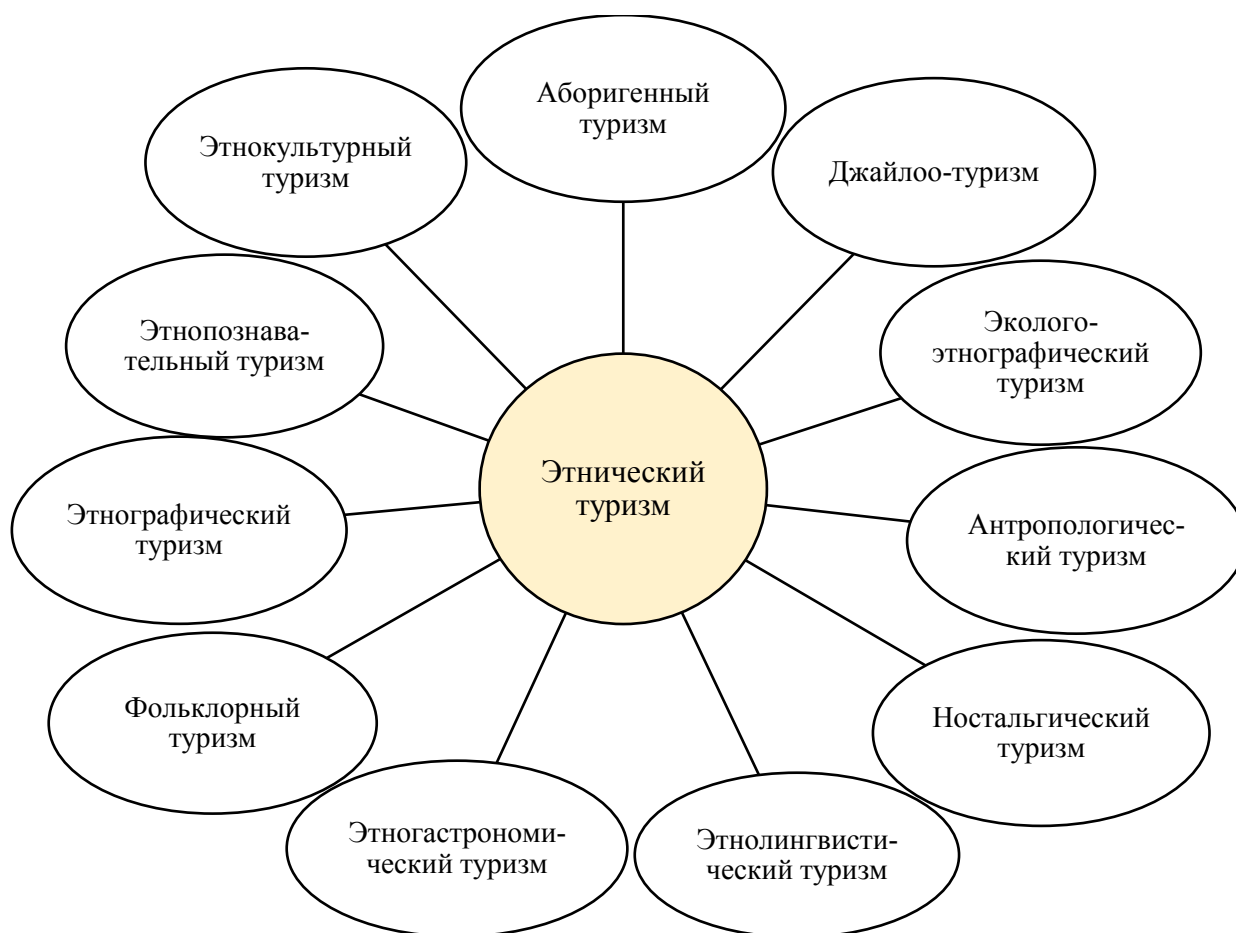 Аборигенный
туризм
Этнокультурный
туризм
Джайлоо-туризм
Этнопознава-
тельный туризм
Эколого-
этнографический
туризм
Этнический
туризм
Этнографический
туризм
Антропологичес-
кий туризм
Фольклорный
туризм
Ностальгический
туризм
Этногастрономи-
ческий туризм
Этнолингвисти-
ческий туризм